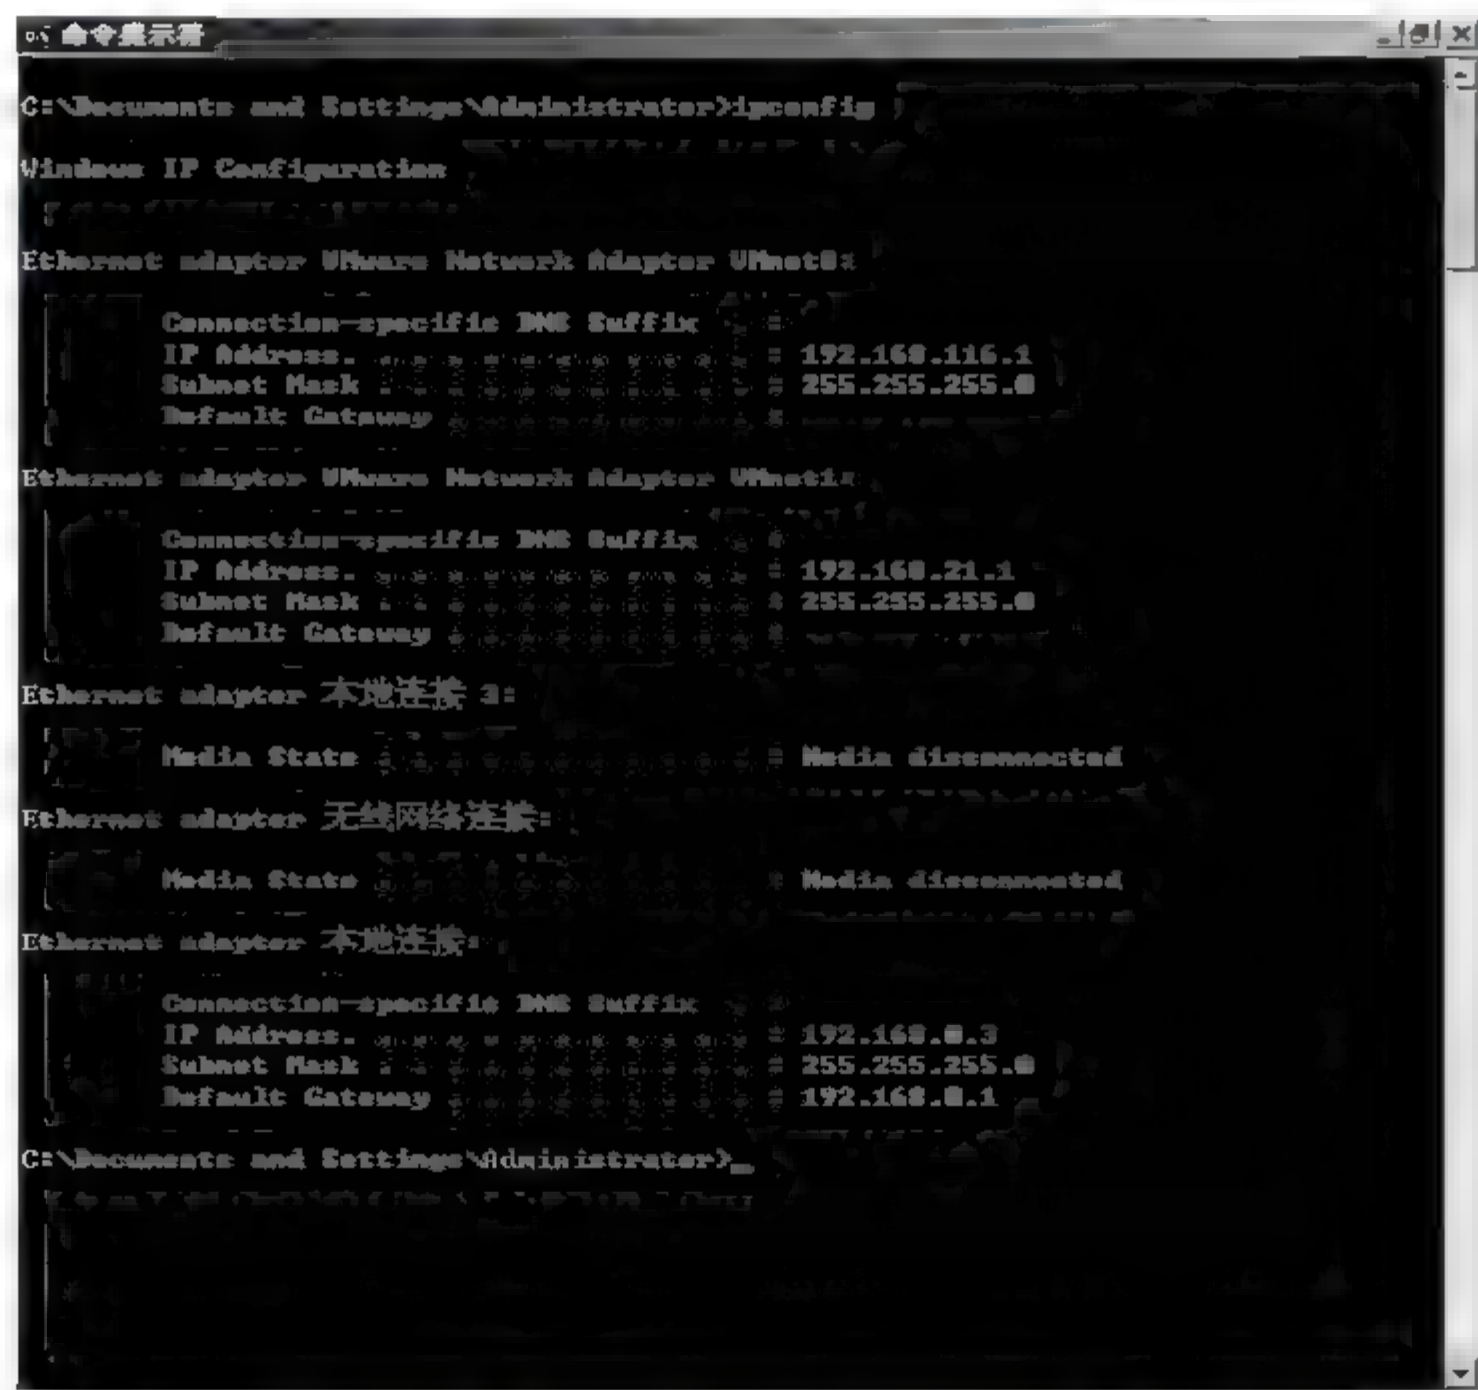 命令提示符
C:\Documents and Settings\Administrator>ipconfig
Windows IP Configuration
Ethernet adapter VMware Network Adapter VMnet8:
Connection-specific DNS Suffix . :
IP Address. . . . . . . . . . . . : 192.168.116.1
Subnet Mask . . . . . . . . . . . : 255.255.255.0
Default Gateway . . . . . . . . . :
Ethernet adapter VMware Network Adapter VMnet1:
Connection-specific DNS Suffix . :
IP Address. . . . . . . . . . . . : 192.168.21.1
Subnet Mask . . . . . . . . . . . : 255.255.255.0
Default Gateway . . . . . . . . . :
Ethernet adapter 本地连接 3:
Media State . . . . . . . . . . . : Media disconnected
Ethernet adapter 无线网络连接:
Media State . . . . . . . . . . . : Media disconnected
Ethernet adapter 本地连接:
Connection-specific DNS Suffix . :
IP Address. . . . . . . . . . . . : 192.168.0.3
Subnet Mask . . . . . . . . . . . : 255.255.255.0
Default Gateway . . . . . . . . . : 192.168.0.1
C:\Documents and Settings\Administrator>_